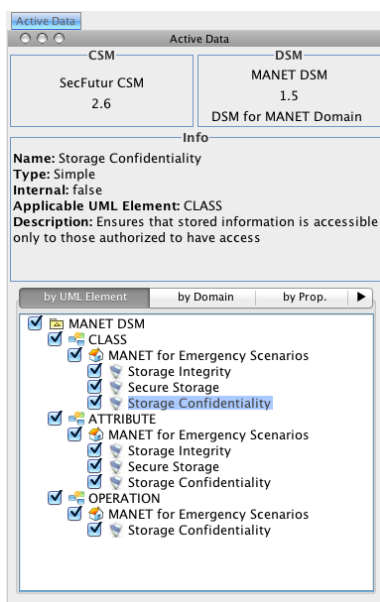 Active Data
Active Data
CSM
SecFutur CSM
2.6
DSM
MANET DSM
1.5
DSM for MANET Domain
Info
Name: Storage Confidentiality
Type: Simple
Internal: false
Applicable UML Element: CLASS
Description: Ensures that stored information is accessible
only to those authorized to have access
by UML Element by Domain by Prop.
MANET DSM
CLASS
MANET for Emergency Scenarios
Storage Integrity
Secure Storage
Storage Confidentiality
ATTRIBUTE
MANET for Emergency Scenarios
Storage Integrity
Secure Storage
Storage Confidentiality
OPERATION
MANET for Emergency Scenarios
Storage Confidentiality